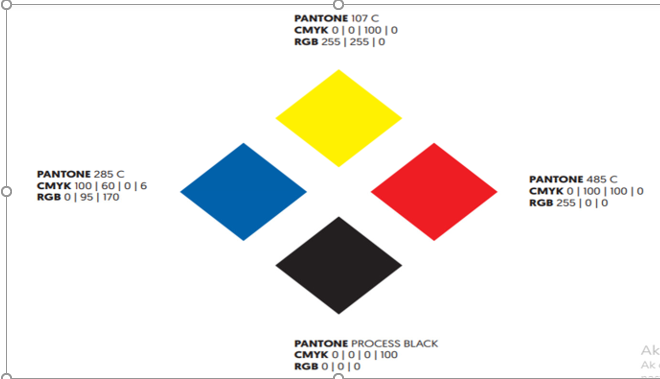 PANTONE 107 C
CMYK 0 | 0 | 100 | 0
RGB 255 | 255 | 0
PANTONE 285 C
CMYK 100 | 60 | 0 | 6
RGB 0 | 95 | 170
PANTONE 485 C
CMYK 0 | 100 | 100 | 0
RGB 255 | 0 | 0
PANTONE PROCESS BLACK
CMYK 0 | 0 | 0 | 100
RGB 0 | 0 | 0
Ak
Ak